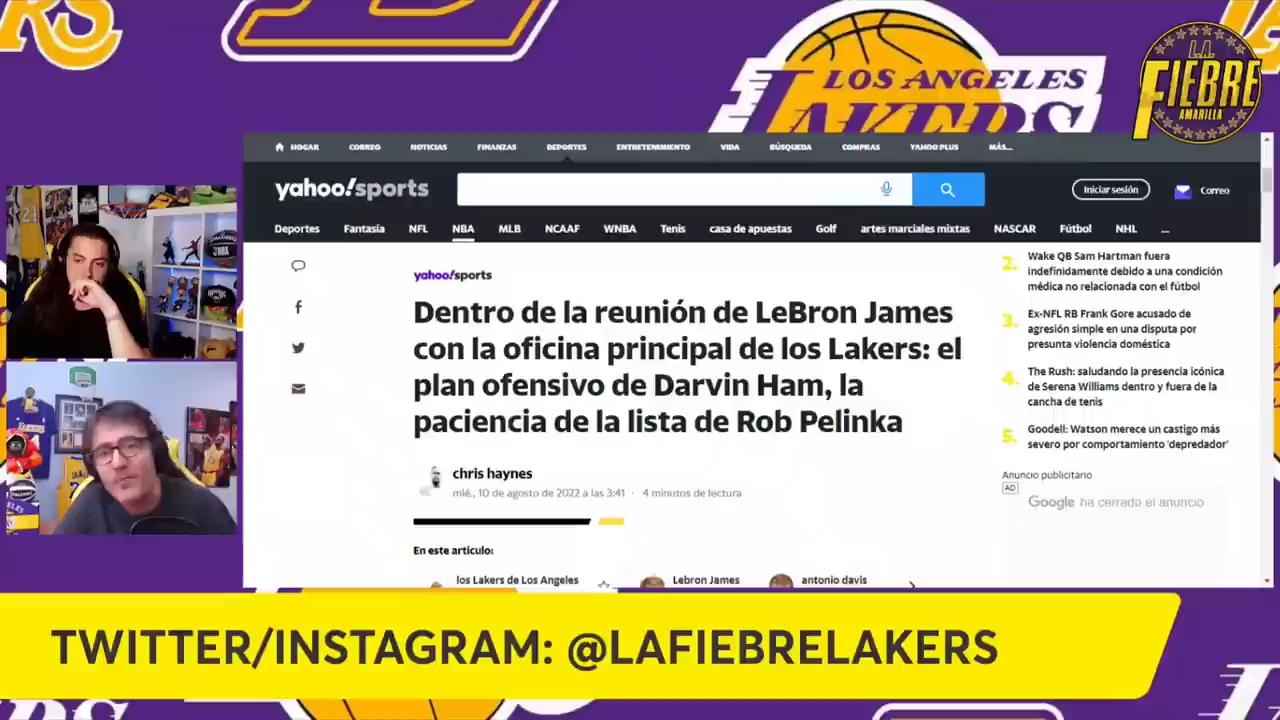 LOS ANGELES
LAKERS
L.A.
FIEBRE
AMARILLA
HOGAR CORREO NOTICIAS FINANZAS DEPORTES ENTRETENIMIENTO VIDA BÚSQUEDA COMPRAS YAHOO PLUS MÁS...
yahoo!sports
Iniciar sesión
Correo
Deportes Fantasía NFL NBA MLB NCAAF WNBA Tenis casa de apuestas Golf artes marciales mixtas NASCAR Fútbol NHL ...
yahoo!sports
Dentro de la reunión de LeBron James
con la oficina principal de los Lakers: el
plan ofensivo de Darvin Ham, la
paciencia de la lista de Rob Pelinka
chris haynes
mié., 10 de agosto de 2022 a las 3:41 · 4 minutos de lectura
En este artículo:
los Lakers de Los Angeles
Lebron James
antonio davis
2. Wake QB Sam Hartman fuera
indefinidamente debido a una condición
médica no relacionada con el fútbol
3. Ex-NFL RB Frank Gore acusado de
agresión simple en una disputa por
presunta violencia doméstica
4. The Rush: saludando la presencia icónica
de Serena Williams dentro y fuera de la
cancha de tenis
5. Goodell: Watson merece un castigo más
severo por comportamiento 'depredador'
Anuncio publicitario
AD
Google ha cerrado el anuncio
TWITTER/INSTAGRAM: @LAFIEBRELAKERS